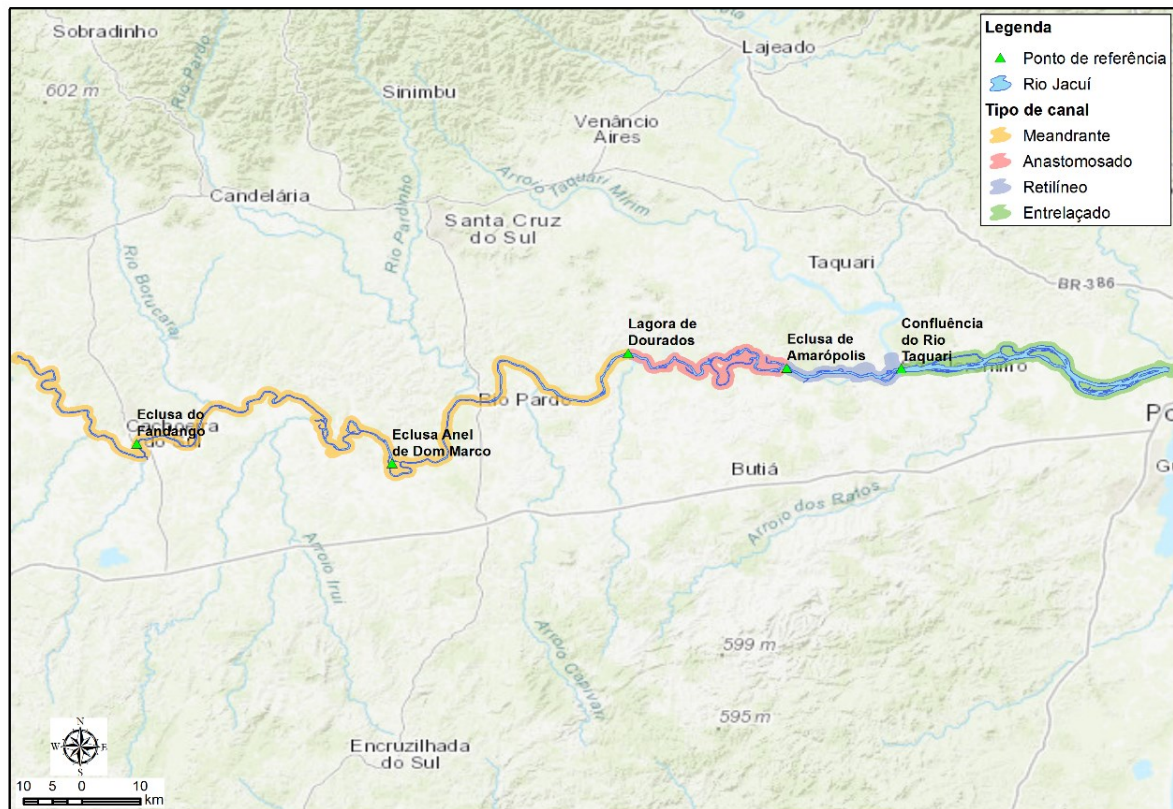 Sobradinho
Rio Pardo
602 m
Sinimbu
Lajeado
Venâncio
Aires
Arroio Taquari Mirim
Candelária
Rio Pardinho
Santa Cruz
do Sul
Rio Botucaraí
Taquari
BR-386
Legenda
Ponto de referência
Rio Jacuí
Tipo de canal
Meandrante
Anastomosado
Retilíneo
Entrelaçado
Lagora de
Dourados
Eclusa de
Amarópolis
Confluência
do Rio
Taquari
Eclusa do
Fandango
Eclusa Anel
de Dom Marco
Rio Pardo
Butiá
Arroio dos Ratos
Arroio Irui
Arroio Capivari
599 m
595 m
Encruzilhada
do Sul
N
W E
S
10 5 0 10
km